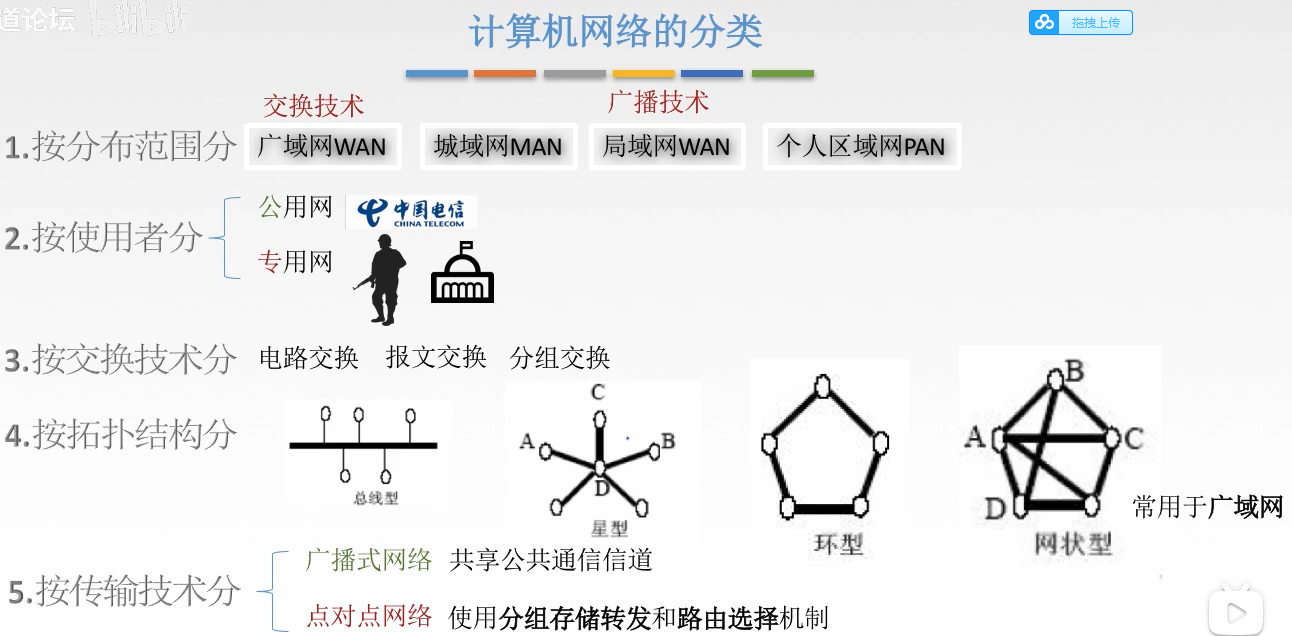 道论坛 bilibili
拖拽上传
计算机网络的分类
交换技术 广播技术
1.按分布范围分 广域网WAN 城域网MAN 局域网WAN 个人区域网PAN
2.按使用者分
公用网 中国电信
CHINA TELECOM
专用网
3.按交换技术分 电路交换 报文交换 分组交换
4.按拓扑结构分
总线型
C
A B
D
星型
环型
B
A C
D
网状型
常用于广域网
5.按传输技术分
广播式网络 共享公共通信信道
点对点网络 使用分组存储转发和路由选择机制